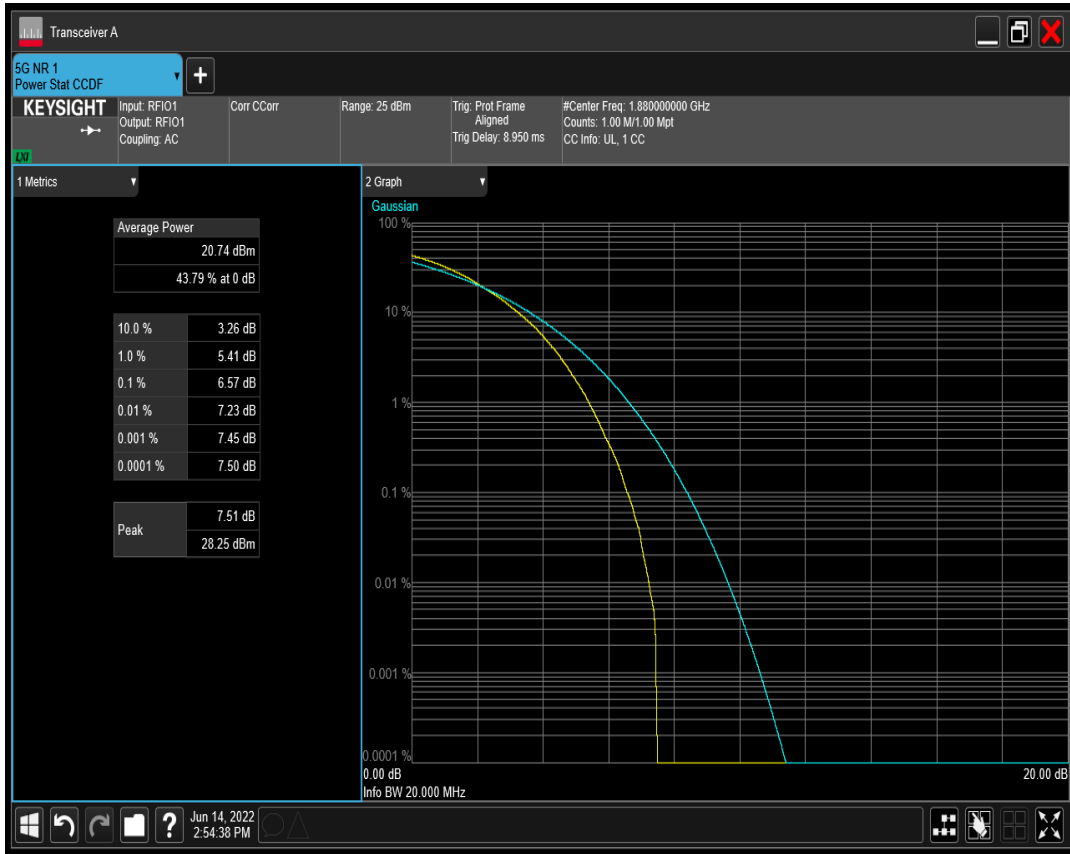 Transceiver A
5G NR 1
Power Stat CCDF
+
KEYSIGHT
LXI
Input: RFIO1
Output: RFIO1
Coupling: AC
Corr CCorr
Range: 25 dBm
Trig: Prot Frame
Aligned
Trig Delay: 8.950 ms
#Center Freq: 1.880000000 GHz
Counts: 1.00 M/1.00 Mpt
CC Info: UL, 1 CC
1 Metrics
Average Power
20.74 dBm
43.79 % at 0 dB
10.0 % 3.26 dB
1.0 % 5.41 dB
0.1 % 6.57 dB
0.01 % 7.23 dB
0.001 % 7.45 dB
0.0001 % 7.50 dB
Peak
7.51 dB
28.25 dBm
2 Graph
Gaussian
100 %
10 %
1 %
0.1 %
0.01 %
0.001 %
0.0001 %
0.00 dB 20.00 dB
Info BW 20.000 MHz
?
Jun 14, 2022
2:54:38 PM